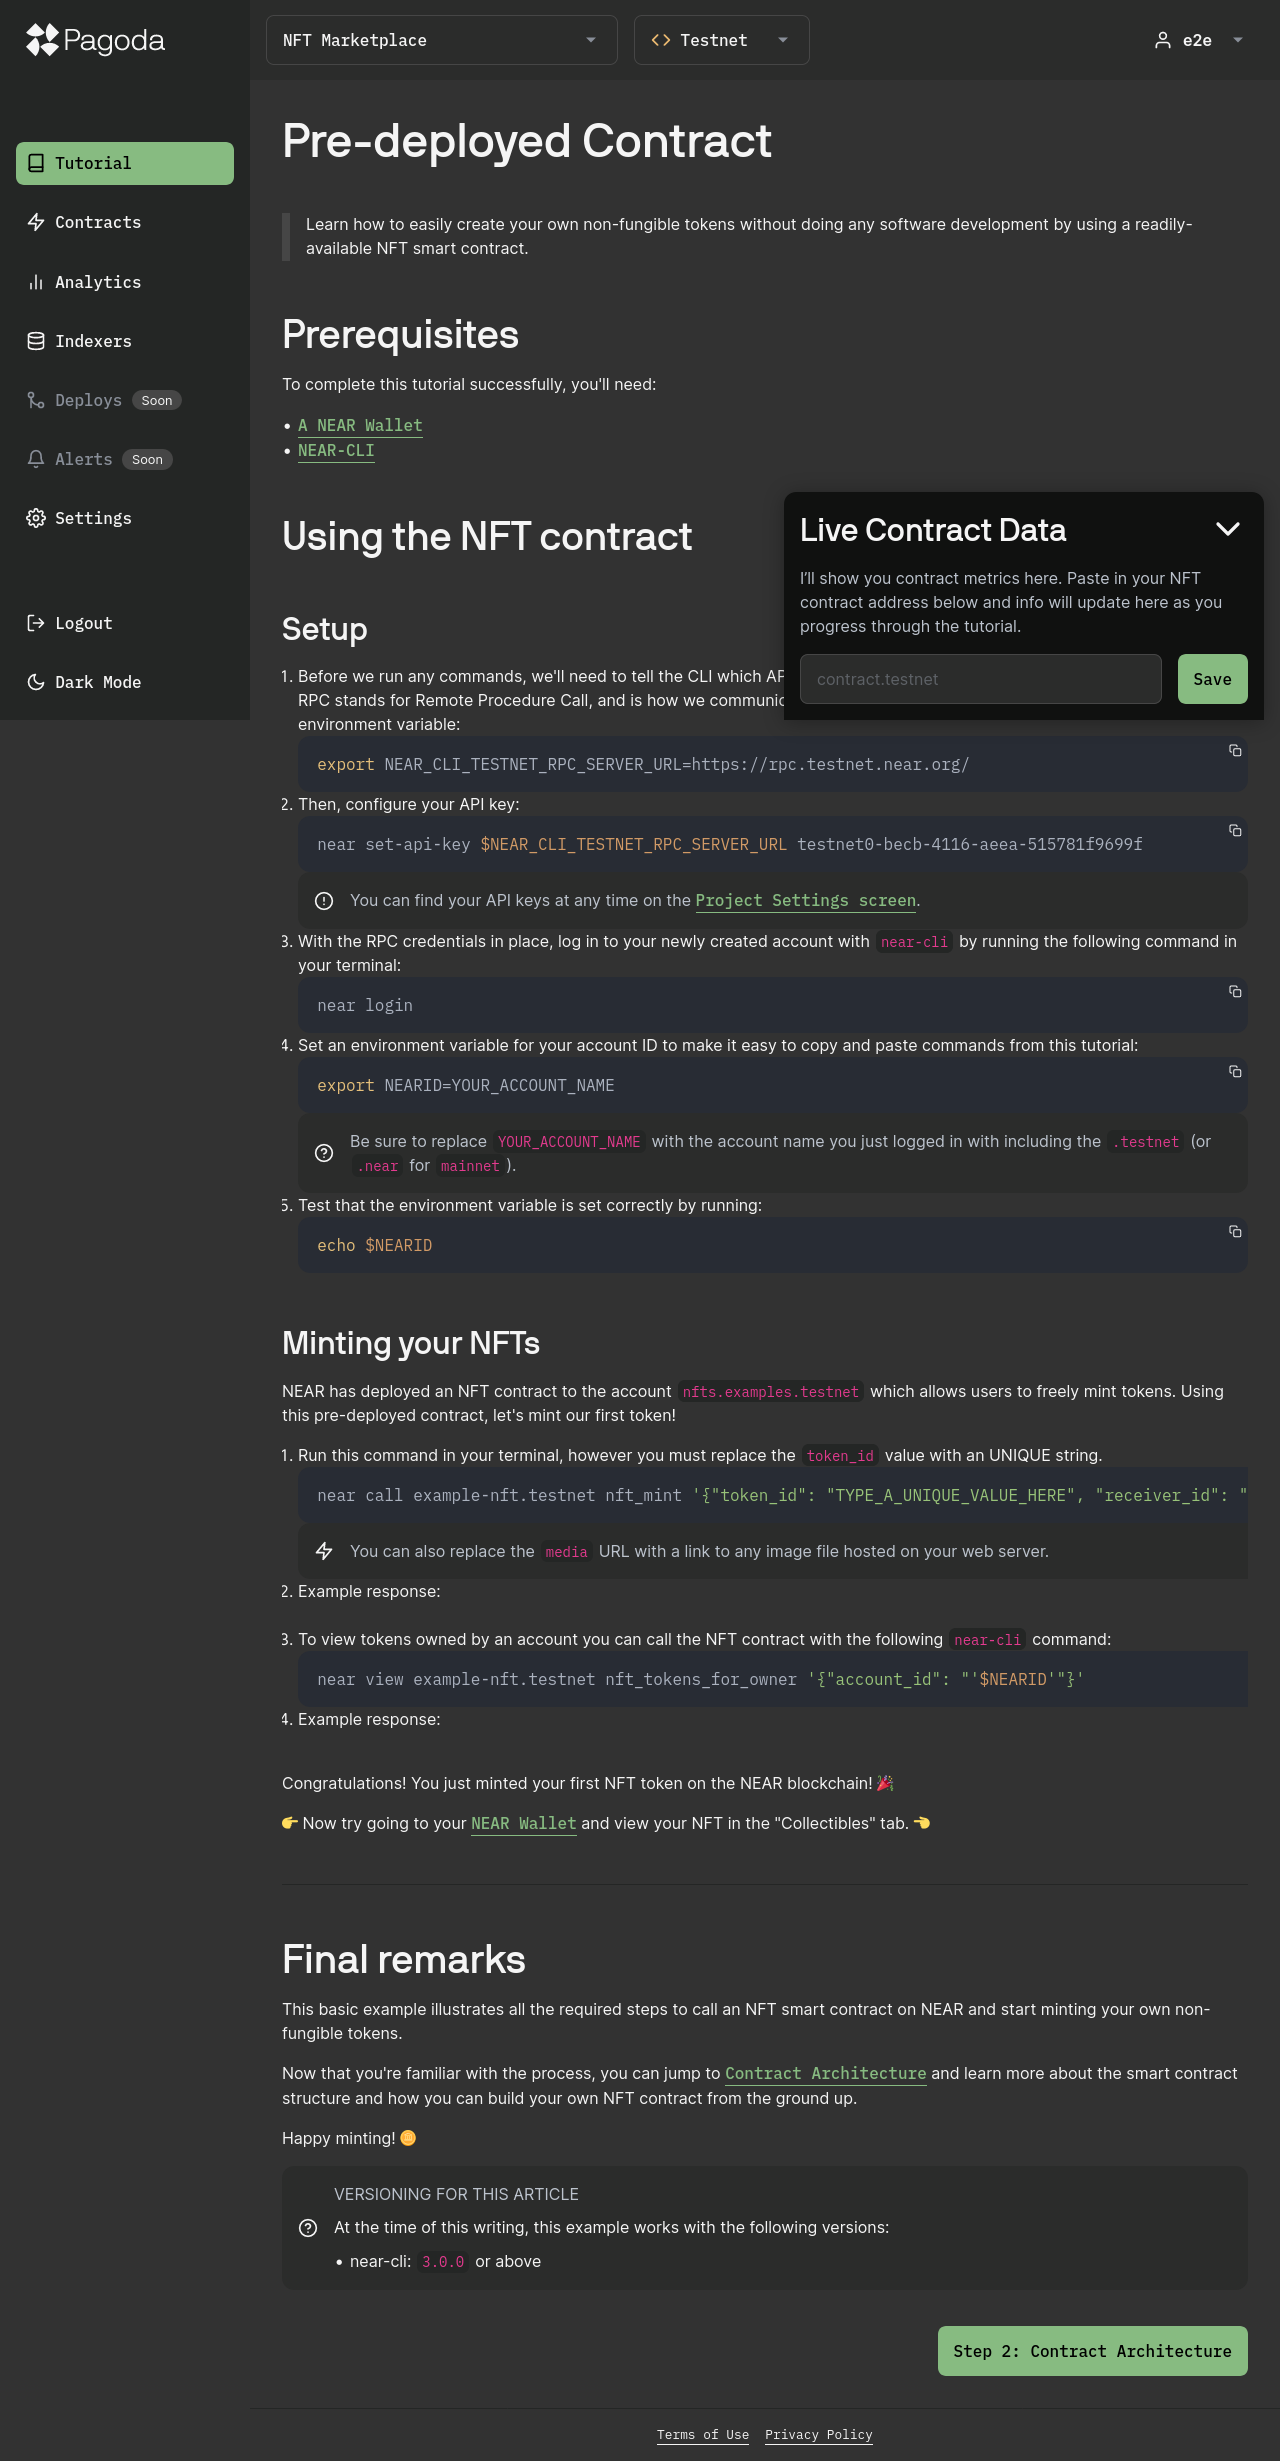 Pagoda
NFT Marketplace
Testnet
e2e
Tutorial
Contracts
Analytics
Indexers
Deploys Soon
Alerts Soon
Settings
Logout
Dark Mode
Pre-deployed Contract
Learn how to easily create your own non-fungible tokens without doing any software development by using a readily-
available NFT smart contract.
Prerequisites
To complete this tutorial successfully, you'll need:
• A NEAR Wallet
• NEAR-CLI
Using the NFT contract
Live Contract Data
I’ll show you contract metrics here. Paste in your NFT
contract address below and info will update here as you
progress through the tutorial.
contract.testnet
Save
Setup
1. Before we run any commands, we'll need to tell the CLI which
RPC stands for Remote Procedure Call, and is how we
environment variable:
export NEAR_CLI_TESTNET_RPC_SERVER_URL=https://rpc.testnet.near.org/
2. Then, configure your API key:
near set-api-key $NEAR_CLI_TESTNET_RPC_SERVER_URL testnet0-becb-4116-aeea-515781f9699f
You can find your API keys at any time on the Project Settings screen.
3. With the RPC credentials in place, log in to your newly created account with near-cli by running the following command in
your terminal:
near login
4. Set an environment variable for your account ID to make it easy to copy and paste commands from this tutorial:
export NEARID=YOUR_ACCOUNT_NAME
Be sure to replace YOUR_ACCOUNT_NAME with the account name you just logged in with including the .testnet (or
.near for mainnet ).
5. Test that the environment variable is set correctly by running:
echo $NEARID
Minting your NFTs
NEAR has deployed an NFT contract to the account nfts.examples.testnet which allows users to freely mint tokens. Using
this pre-deployed contract, let's mint our first token!
1. Run this command in your terminal, however you must replace the token_id value with an UNIQUE string.
near call example-nft.testnet nft_mint '{"token_id": "TYPE_A_UNIQUE_VALUE_HERE", "receiver_id": "
You can also replace the media URL with a link to any image file hosted on your web server.
2. Example response:
3. To view tokens owned by an account you can call the NFT contract with the following near-cli command:
near view example-nft.testnet nft_tokens_for_owner '{"account_id": "'$NEARID'"}'
4. Example response:
Congratulations! You just minted your first NFT token on the NEAR blockchain! 🎉
👉 Now try going to your NEAR Wallet and view your NFT in the "Collectibles" tab. 👈
Final remarks
This basic example illustrates all the required steps to call an NFT smart contract on NEAR and start minting your own non-
fungible tokens.
Now that you're familiar with the process, you can jump to Contract Architecture and learn more about the smart contract
structure and how you can build your own NFT contract from the ground up.
Happy minting! 🪙
VERSIONING FOR THIS ARTICLE
At the time of this writing, this example works with the following versions:
• near-cli: 3.0.0 or above
Step 2: Contract Architecture
Terms of Use Privacy Policy